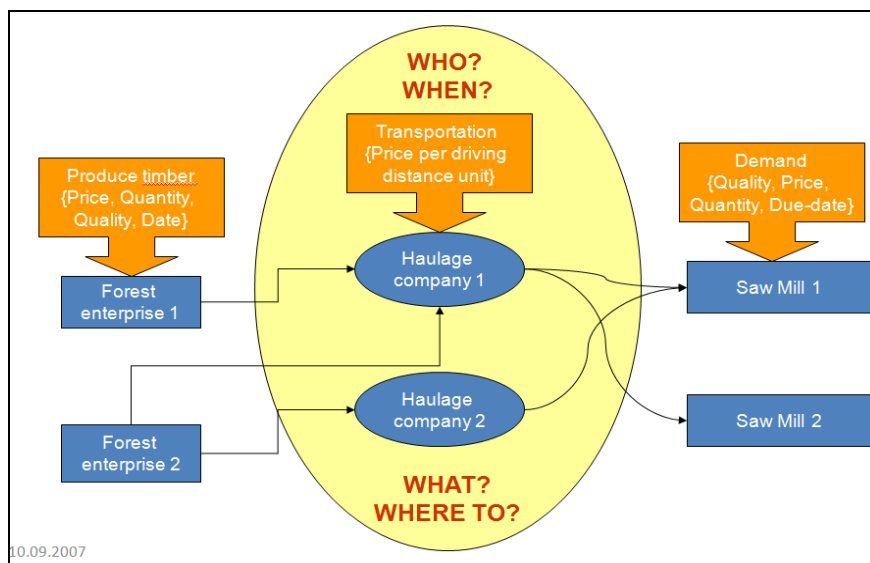 WHO?
WHEN?
Produce timber
{Price, Quantity,
Quality, Date}
Transportation
{Price per driving
distance unit}
Demand
{Quality, Price,
Quantity, Due-date}
Forest
enterprise 1
Haulage
company 1
Saw Mill 1
Forest
enterprise 2
Haulage
company 2
Saw Mill 2
WHAT?
WHERE TO?
10.09.2007